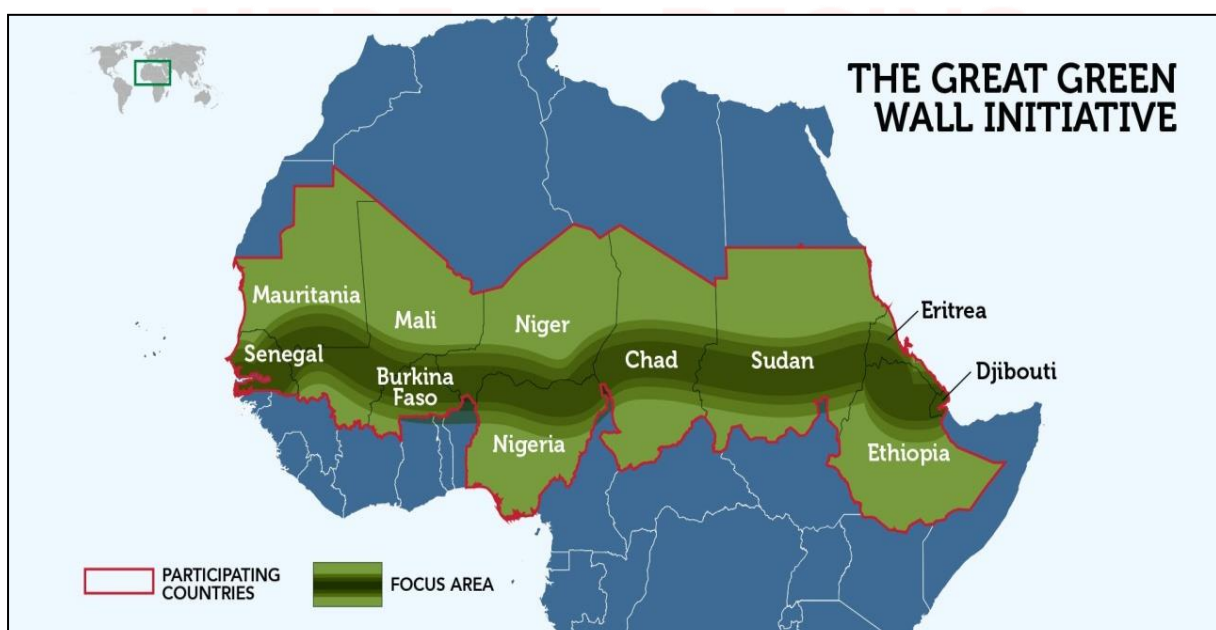 THE GREAT GREEN
WALL INITIATIVE
Mauritania
Mali
Niger
Eritrea
Senegal
Chad
Sudan
Burkina
Faso
Djibouti
Nigeria
Ethiopia
PARTICIPATING
COUNTRIES
FOCUS AREA